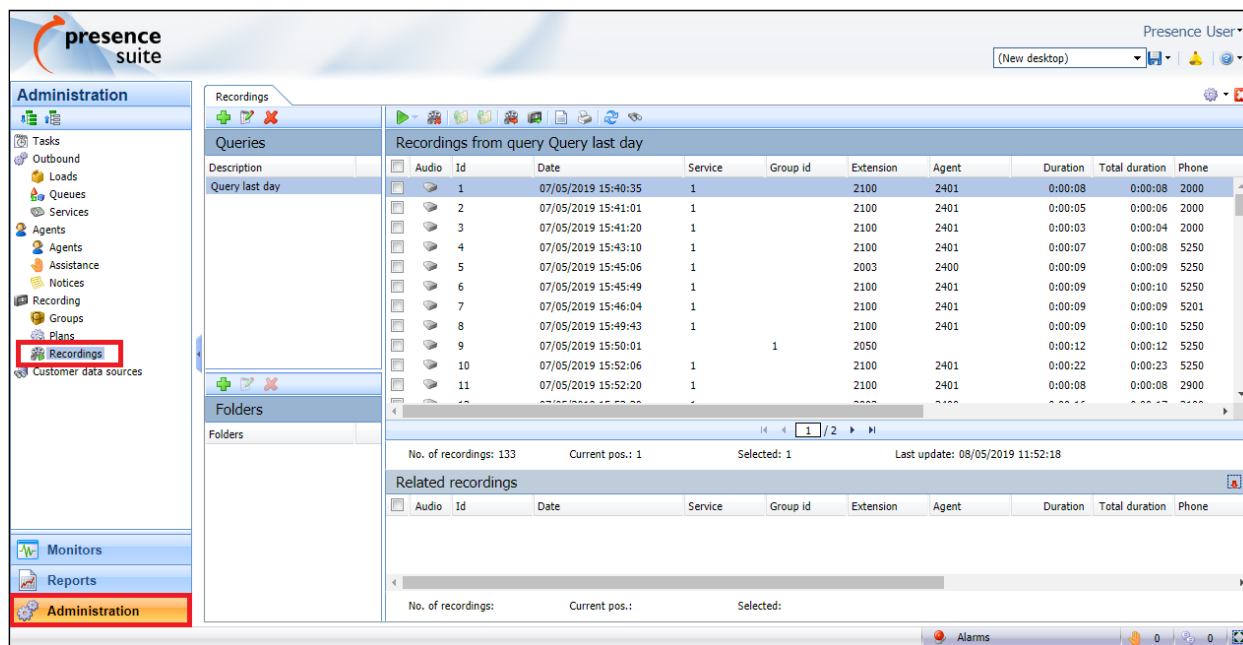 presence
suite
Presence User
(New desktop)
Administration
Tasks
Outbound
Loads
Queues
Services
Agents
Agents
Assistance
Notices
Recording
Groups
Plans
Recordings
Customer data sources
Monitors
Reports
Administration
Recordings
Queries
Description
Query last day
Folders
Folders
Recordings from query Query last day
Audio Id Date Service Group id Extension Agent Duration Total duration Phone
1 07/05/2019 15:40:35 1 2100 2401 0:00:08 0:00:08 2000
2 07/05/2019 15:41:01 1 2100 2401 0:00:05 0:00:06 2000
3 07/05/2019 15:41:20 1 2100 2401 0:00:03 0:00:04 2000
4 07/05/2019 15:43:10 1 2100 2401 0:00:07 0:00:08 5250
5 07/05/2019 15:45:06 1 2003 2400 0:00:09 0:00:09 5250
6 07/05/2019 15:45:49 1 2100 2401 0:00:09 0:00:10 5250
7 07/05/2019 15:46:04 1 2100 2401 0:00:09 0:00:09 5201
8 07/05/2019 15:49:43 1 2100 2401 0:00:09 0:00:10 5250
9 07/05/2019 15:50:01 1 2050 0:00:12 0:00:12 5250
10 07/05/2019 15:52:06 1 2100 2401 0:00:22 0:00:23 5250
11 07/05/2019 15:52:20 1 2100 2401 0:00:08 0:00:08 2900
1 / 2
No. of recordings: 133 Current pos.: 1 Selected: 1 Last update: 08/05/2019 11:52:18
Related recordings
Audio Id Date Service Group id Extension Agent Duration Total duration Phone
No. of recordings: Current pos.: Selected:
Alarms 0 0